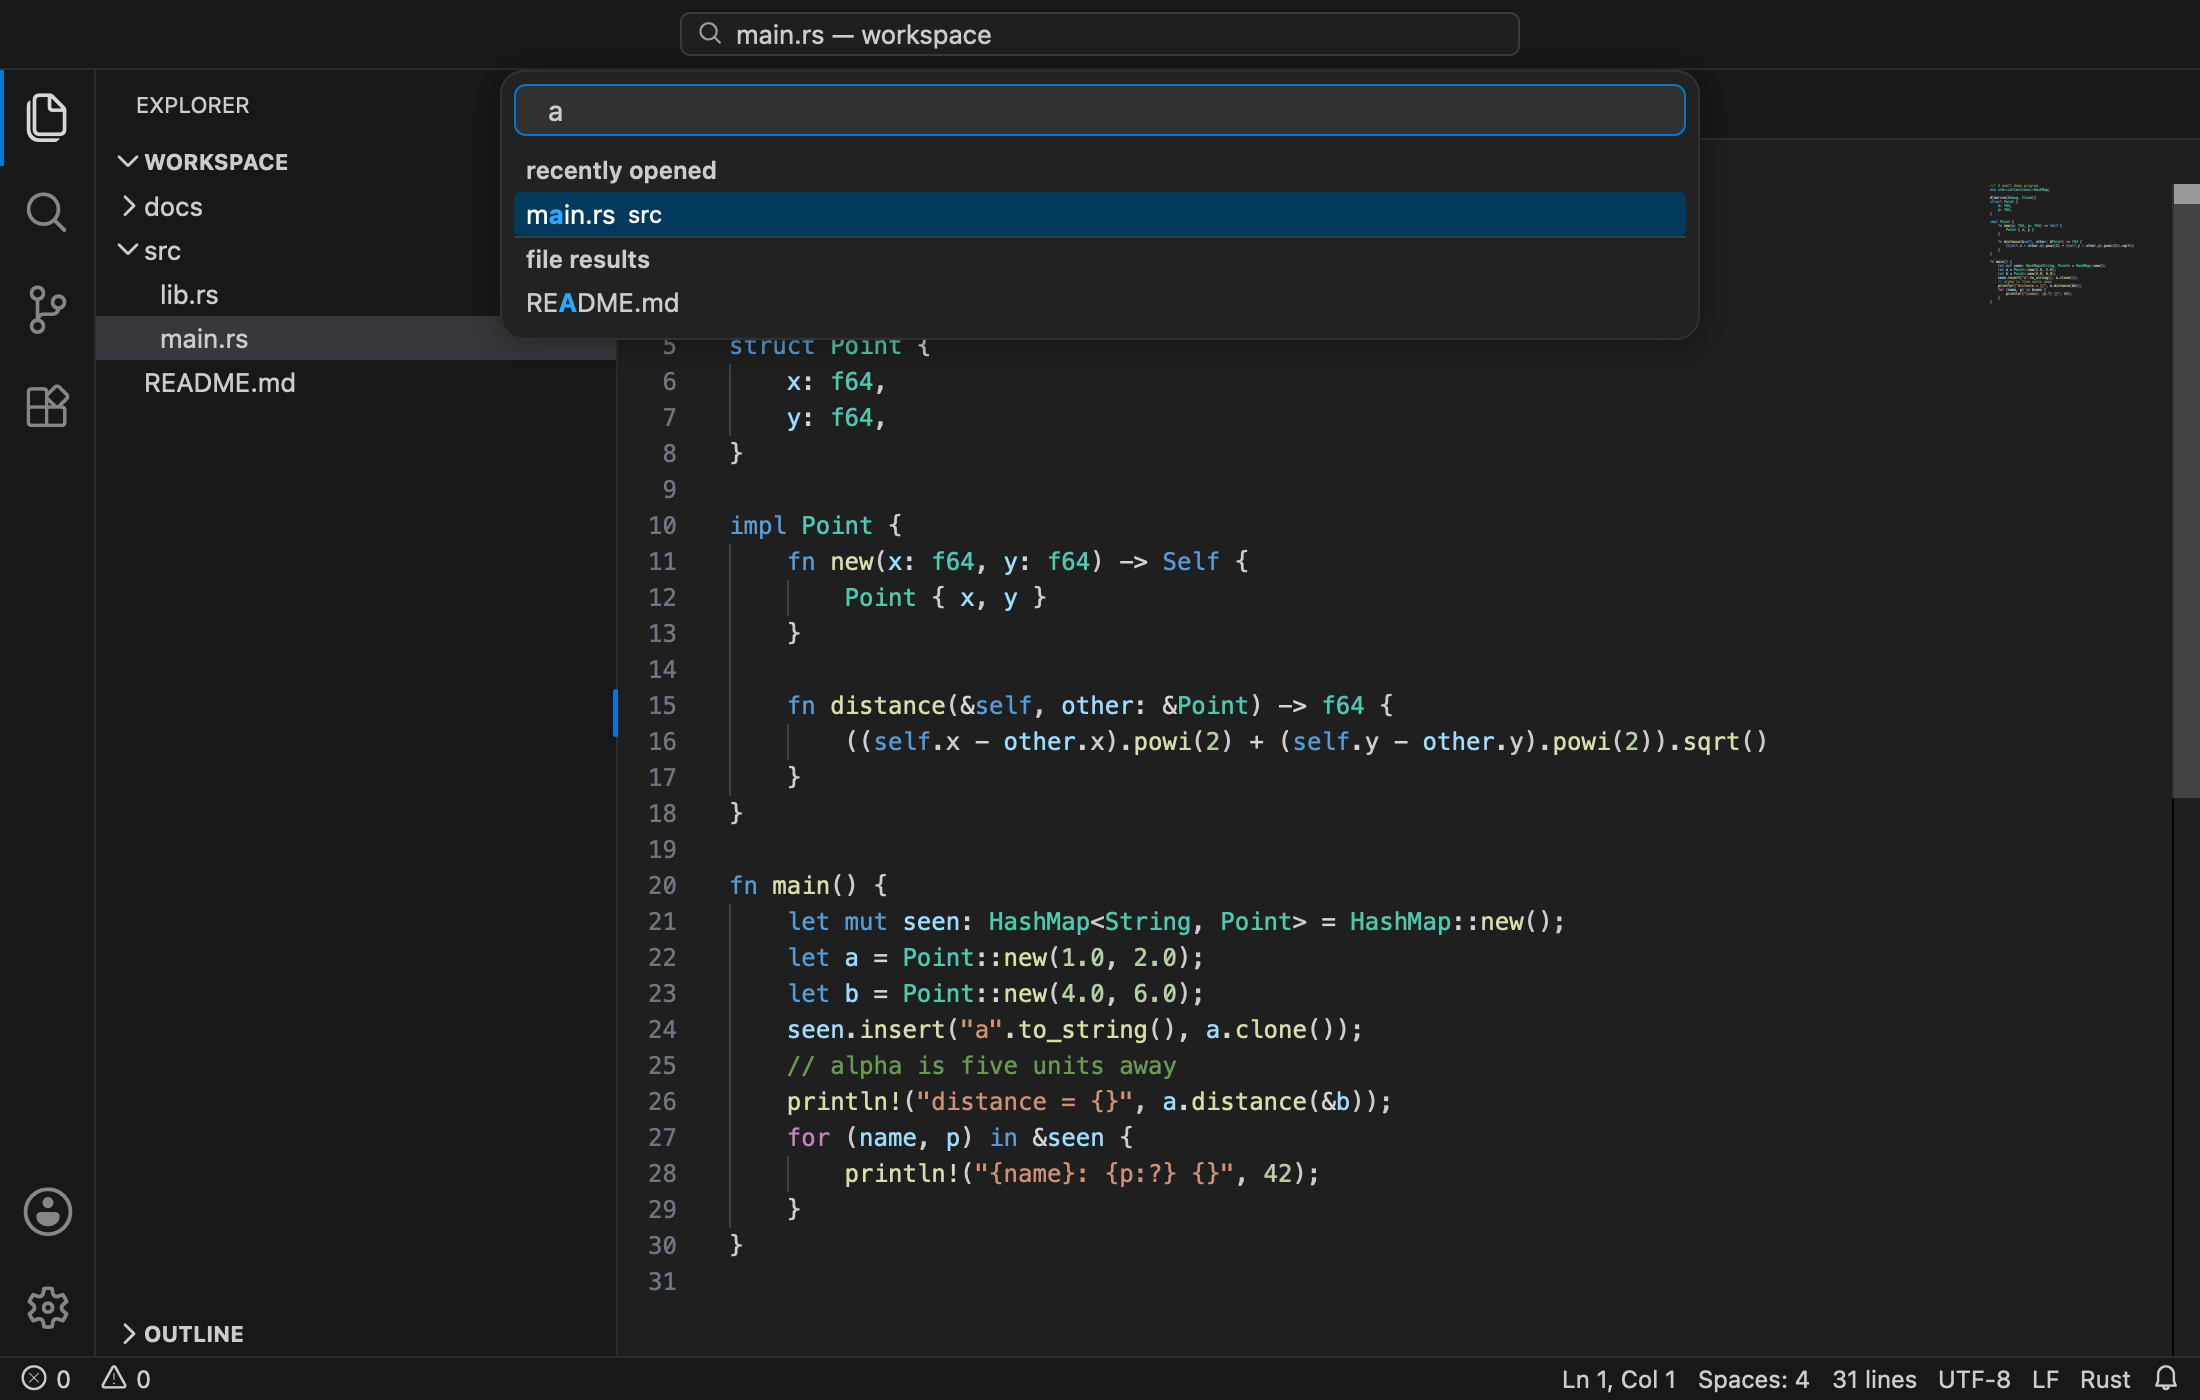 main.rs — workspace
EXPLORER
WORKSPACE
docs
src
lib.rs
main.rs
README.md
OUTLINE
a
recently opened
main.rs src
file results
README.md
5 struct Point {
6 x: f64,
7 y: f64,
8 }
9
10 impl Point {
11 fn new(x: f64, y: f64) -> Self {
12 Point { x, y }
13 }
14
15 fn distance(&self, other: &Point) -> f64 {
16 ((self.x - other.x).powi(2) + (self.y - other.y).powi(2)).sqrt()
17 }
18 }
19
20 fn main() {
21 let mut seen: HashMap<String, Point> = HashMap::new();
22 let a = Point::new(1.0, 2.0);
23 let b = Point::new(4.0, 6.0);
24 seen.insert("a".to_string(), a.clone());
25 // alpha is five units away
26 println!("distance = {}", a.distance(&b));
27 for (name, p) in &seen {
28 println!("{name}: {p:?} {}", 42);
29 }
30 }
31
0 0 Ln 1, Col 1 Spaces: 4 31 lines UTF-8 LF Rust